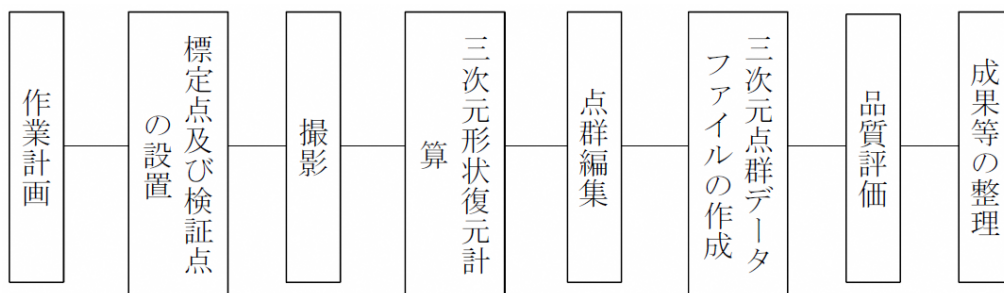 作業計画
標定点及び検証点
の設置
撮影
三次元形状復元計
算
点群編集
三次元点群データ
ファイルの作成
品質評価
成果等の整理